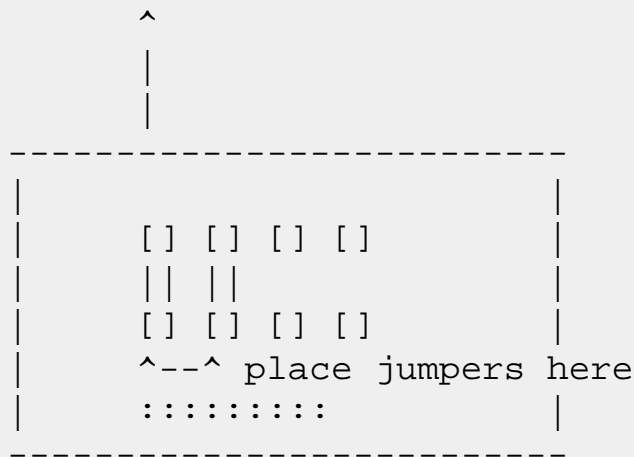 ^
|
|
--------------------------
|                         |
|     [] [] [] []         |
|     || ||               |
|     [] [] [] []         |
|     ^--^ place jumpers here
|     :::::::::           |
--------------------------